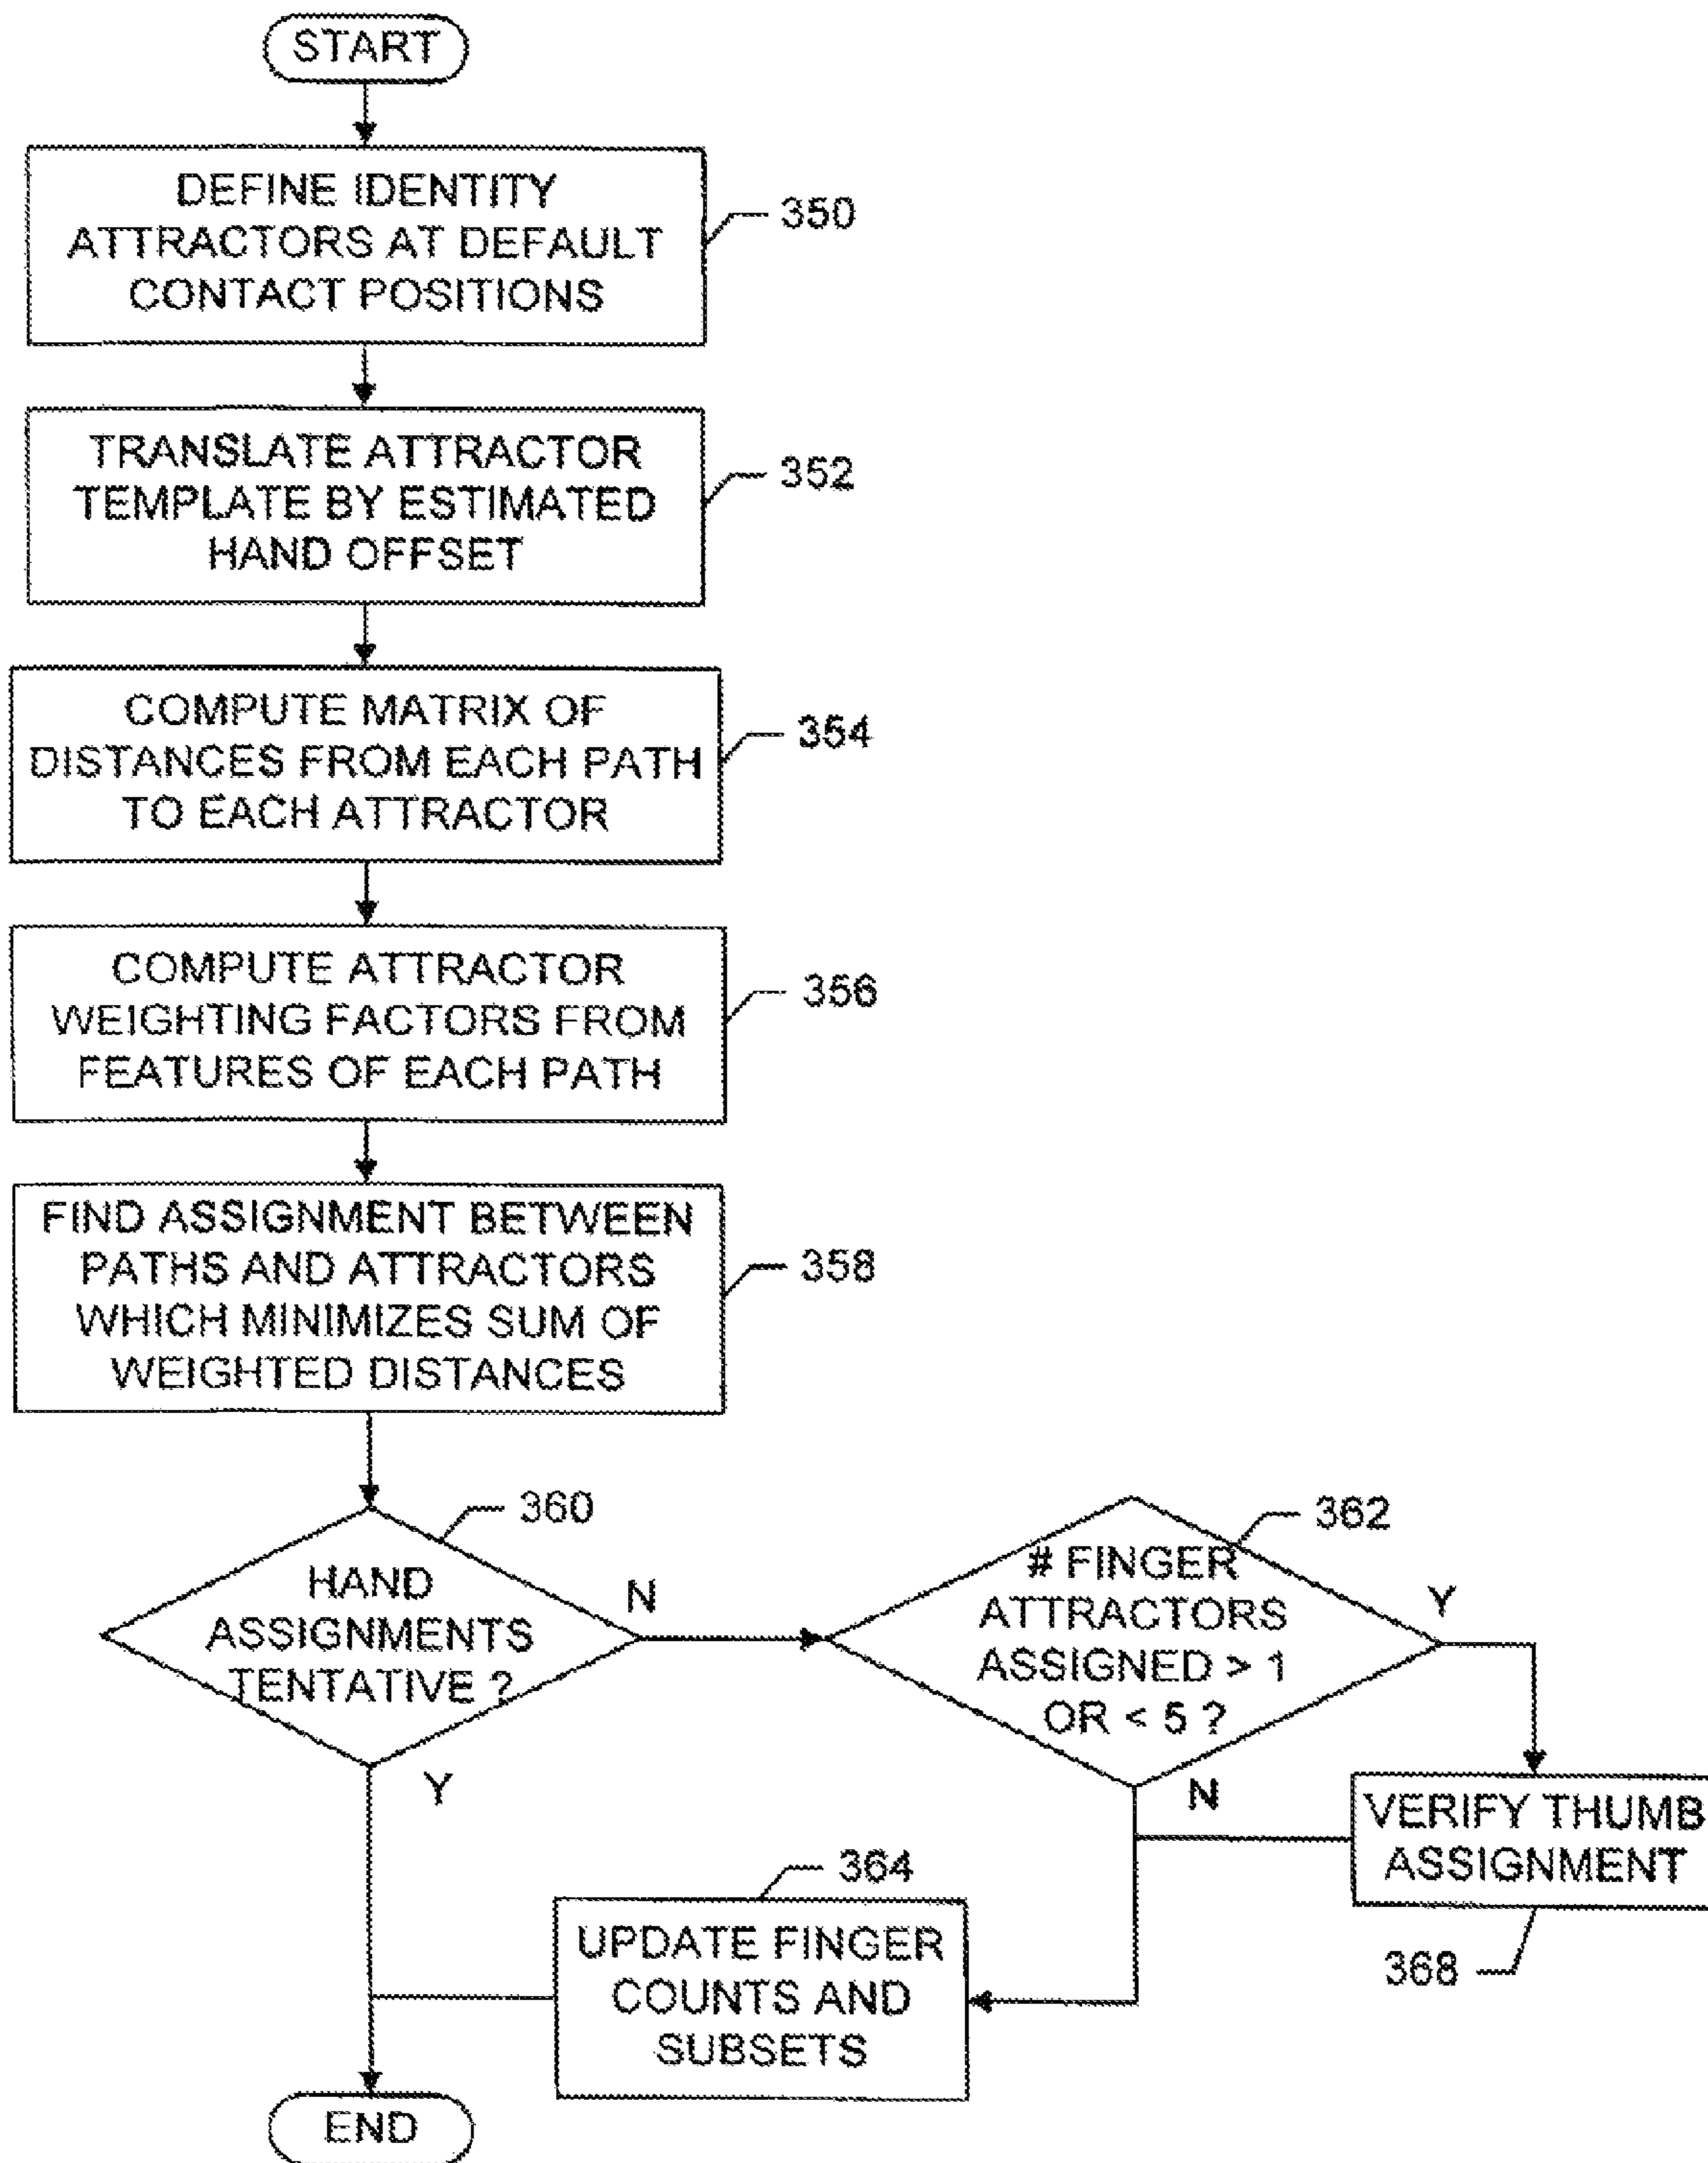 START
DEFINE IDENTITY
ATTRACTORS AT DEFAULT
CONTACT POSITIONS
350
TRANSLATE ATTRACTOR
TEMPLATE BY ESTIMATED
HAND OFFSET
352
COMPUTE MATRIX OF
DISTANCES FROM EACH PATH
TO EACH ATTRACTOR
354
COMPUTE ATTRACTOR
WEIGHTING FACTORS FROM
FEATURES OF EACH PATH
356
FIND ASSIGNMENT BETWEEN
PATHS AND ATTRACTORS
WHICH MINIMIZES SUM OF
WEIGHTED DISTANCES
358
360
HAND
ASSIGNMENTS
TENTATIVE ?
N
Y
362
# FINGER
ATTRACTORS
ASSIGNED > 1
OR < 5 ?
Y
N
VERIFY THUMB
ASSIGNMENT
368
364
UPDATE FINGER
COUNTS AND
SUBSETS
END